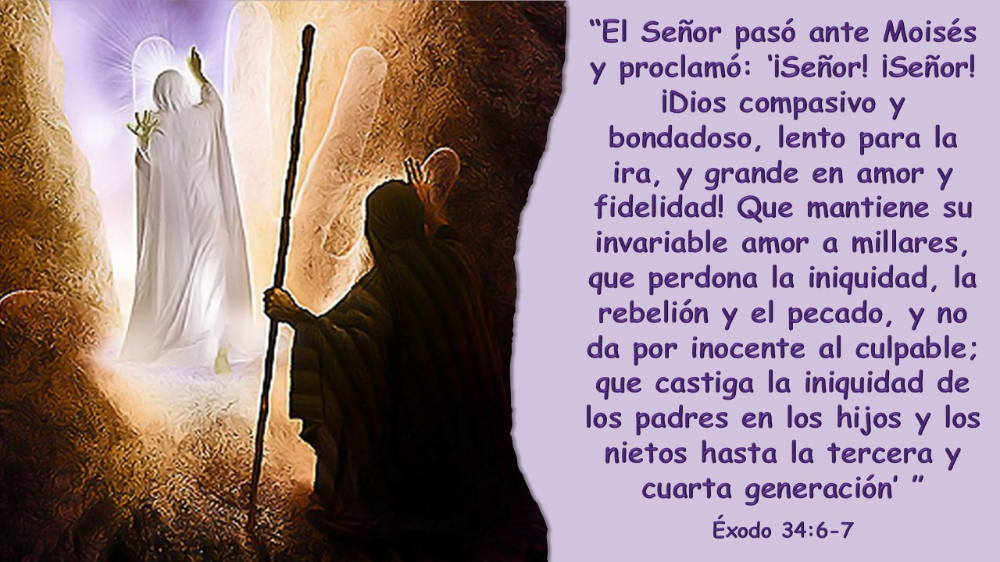 “El Señor pasó ante Moisés
y proclamó: ‘¡Señor! ¡Señor!
¡Dios compasivo y
bondadoso, lento para la
ira, y grande en amor y
fidelidad! Que mantiene su
invariable amor a millares,
que perdona la iniquidad, la
rebelión y el pecado, y no
da por inocente al culpable;
que castiga la iniquidad de
los padres en los hijos y los
nietos hasta la tercera y
cuarta generación’ ”
Éxodo 34:6-7